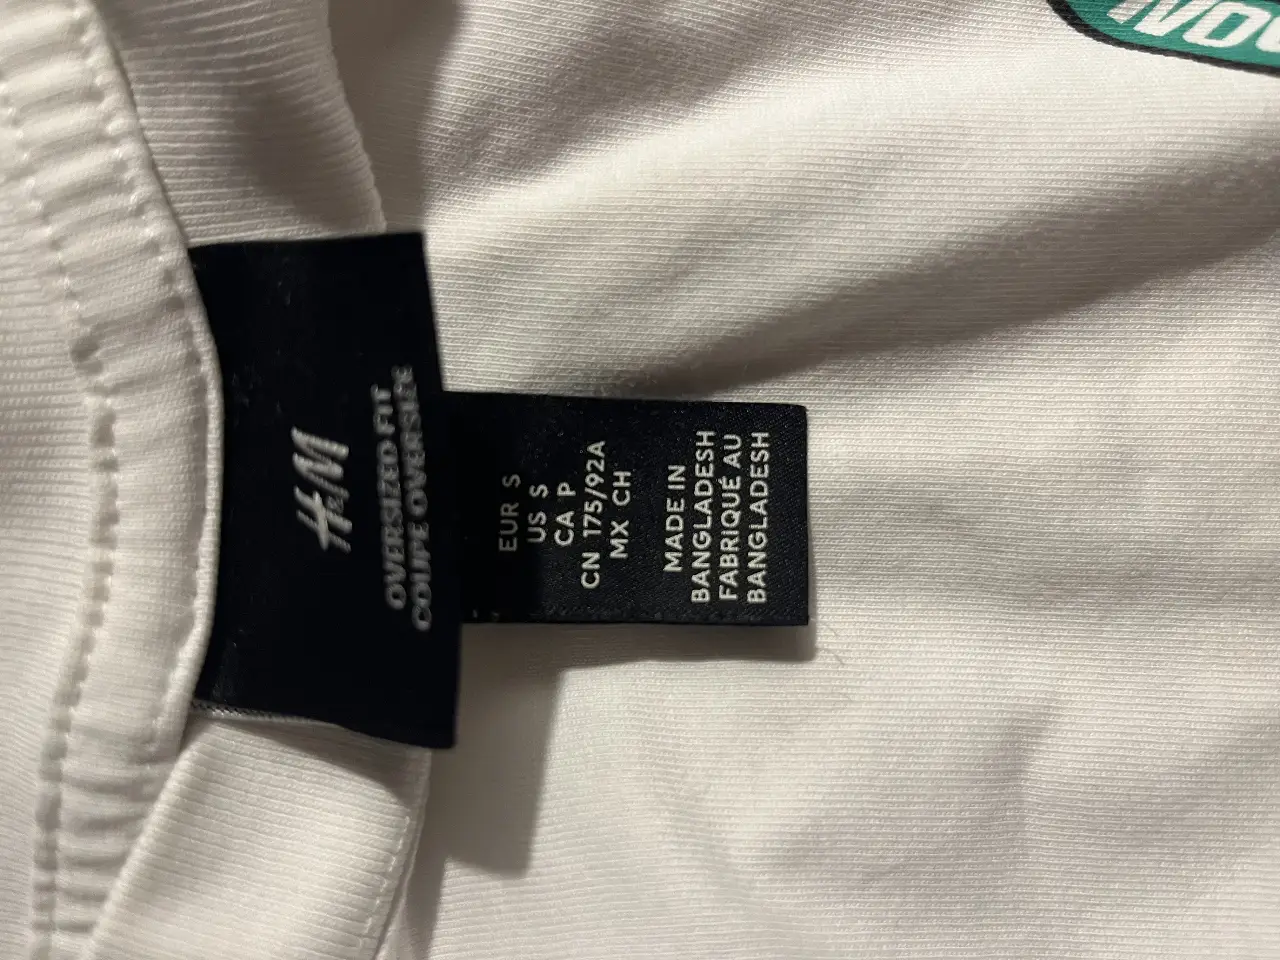 H&M
OVERSIZED FIT
COUPE OVERSIZE
EUR S
US S
CA P
CN 175/92A
MX CH
MADE IN
BANGLADESH
FABRIQUÉ AU
BANGLADESH